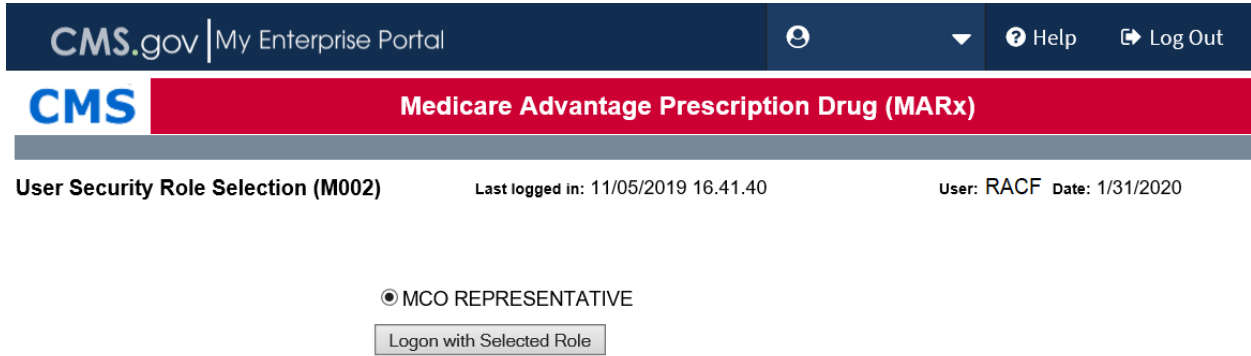 CMS.gov My Enterprise Portal Help Log Out
CMS Medicare Advantage Prescription Drug (MARx)
User Security Role Selection (M002) Last logged in: 11/05/2019 16.41.40 User: RACF Date: 1/31/2020
MCO REPRESENTATIVE
Logon with Selected Role